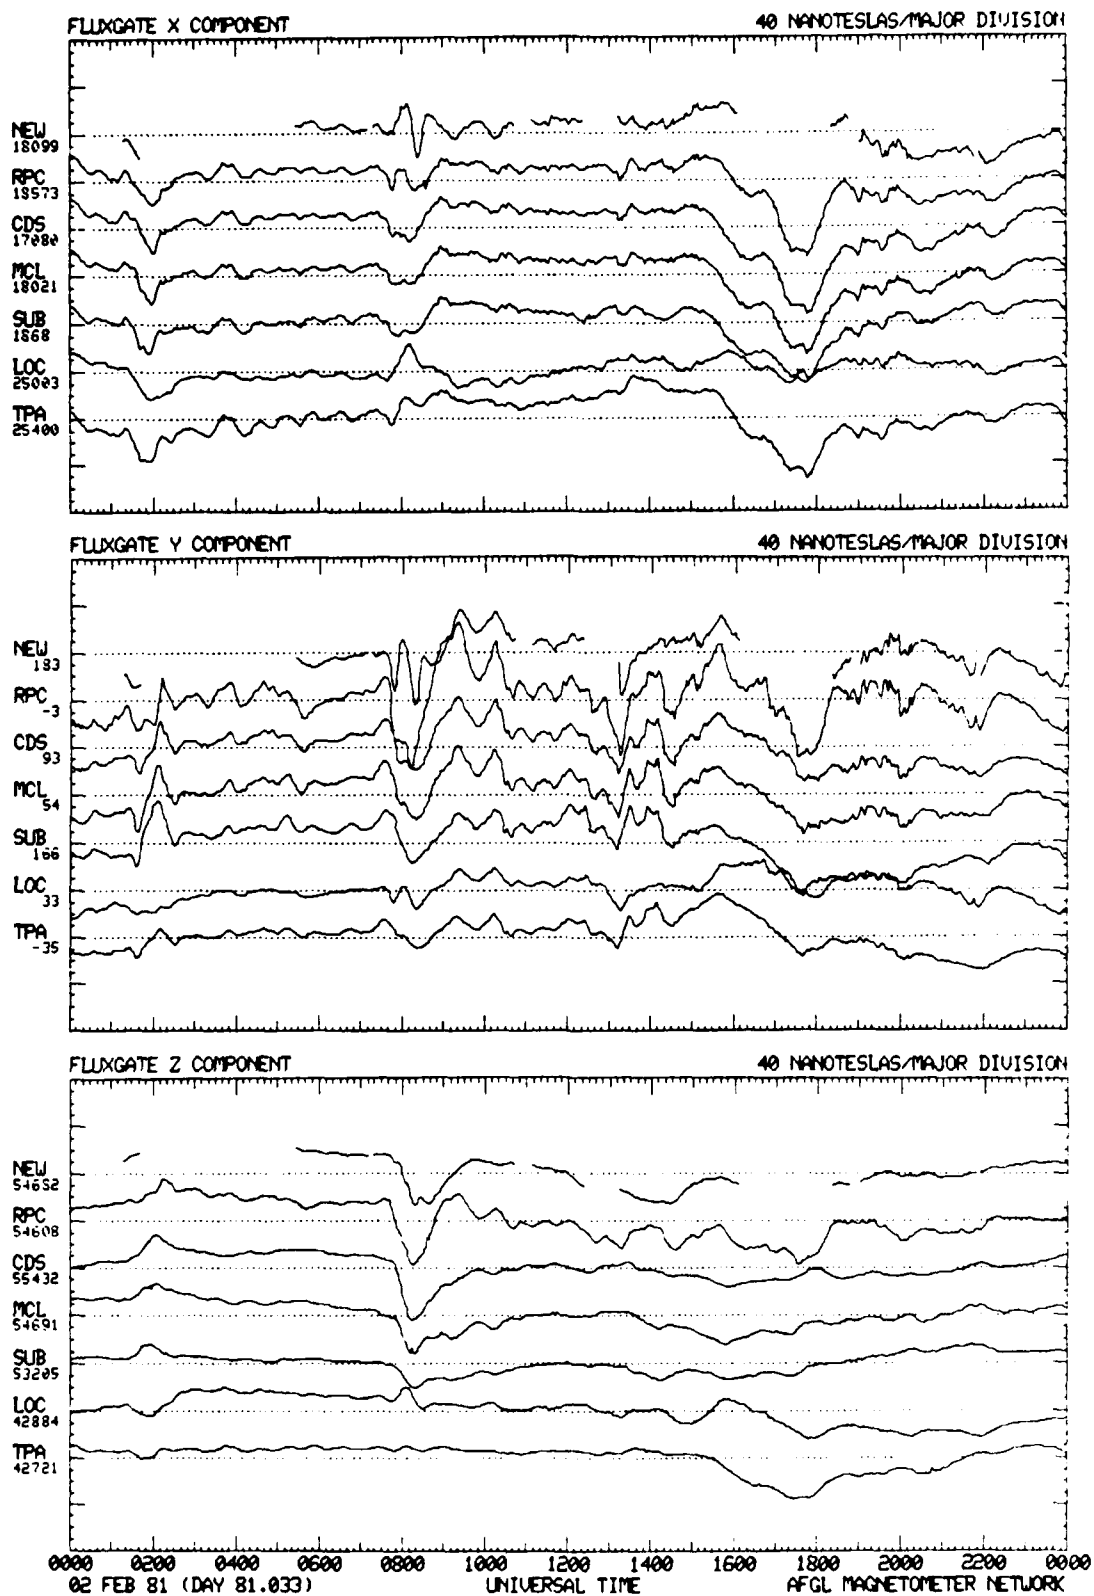 FLUXGATE X COMPONENT 40 NANOTESLAS/MAJOR DIVISION
NEW
18099
RPC
18573
CDS
17080
MCL
18021
SUB
1868
LOC
25003
TPA
25400
FLUXGATE Y COMPONENT 40 NANOTESLAS/MAJOR DIVISION
NEW
183
RPC
-3
CDS
93
MCL
54
SUB
166
LOC
33
TPA
-35
FLUXGATE Z COMPONENT 40 NANOTESLAS/MAJOR DIVISION
NEW
54652
RPC
54608
CDS
55432
MCL
54691
SUB
53205
LOC
42884
TPA
42721
0000 0200 0400 0600 0800 1000 1200 1400 1600 1800 2000 2200 0000
02 FEB 81 (DAY 81.033) UNIVERSAL TIME AFGL MAGNETOMETER NETWORK